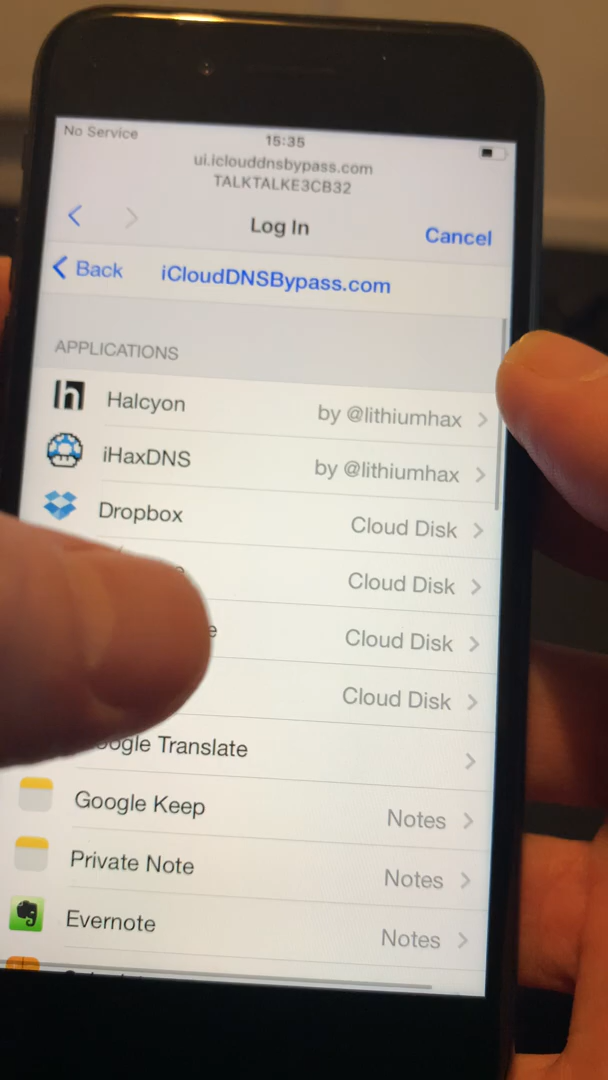 No Service
15:35
ui.iclouddnsbypass.com
TALKTALKE3CB32
Log In
Cancel
Back
iCloudDNSBypass.com
APPLICATIONS
Halcyon by @lithiumhax
iHaxDNS by @lithiumhax
Dropbox Cloud Disk
Cloud Disk
Cloud Disk
Cloud Disk
Translate
Google Keep Notes
Private Note Notes
Evernote Notes